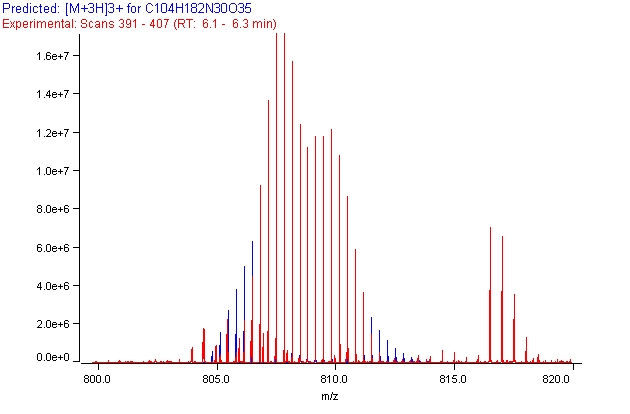 Predicted: [M+3H]3+ for C104H182N30O35
Experimental: Scans 391 - 407 (RT: 6.1 - 6.3 min)
1.6e+7
1.4e+7
1.2e+7
1.0e+7
8.0e+6
6.0e+6
4.0e+6
2.0e+6
0.0e+0
800.0 805.0 810.0 815.0 820.0
m/z